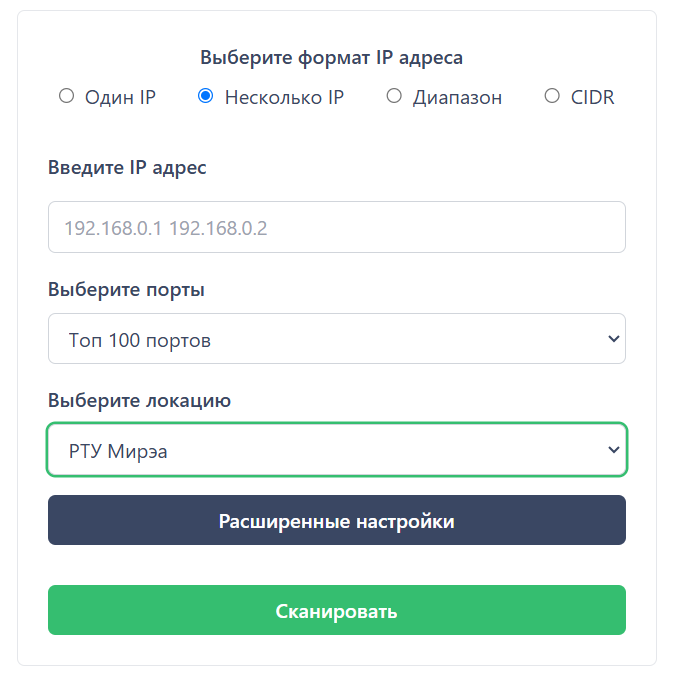 Выберите формат IP адреса
Один IP Несколько IP Диапазон CIDR
Введите IP адрес
192.168.0.1 192.168.0.2
Выберите порты
Топ 100 портов
Выберите локацию
РТУ Мирэа
Расширенные настройки
Сканировать